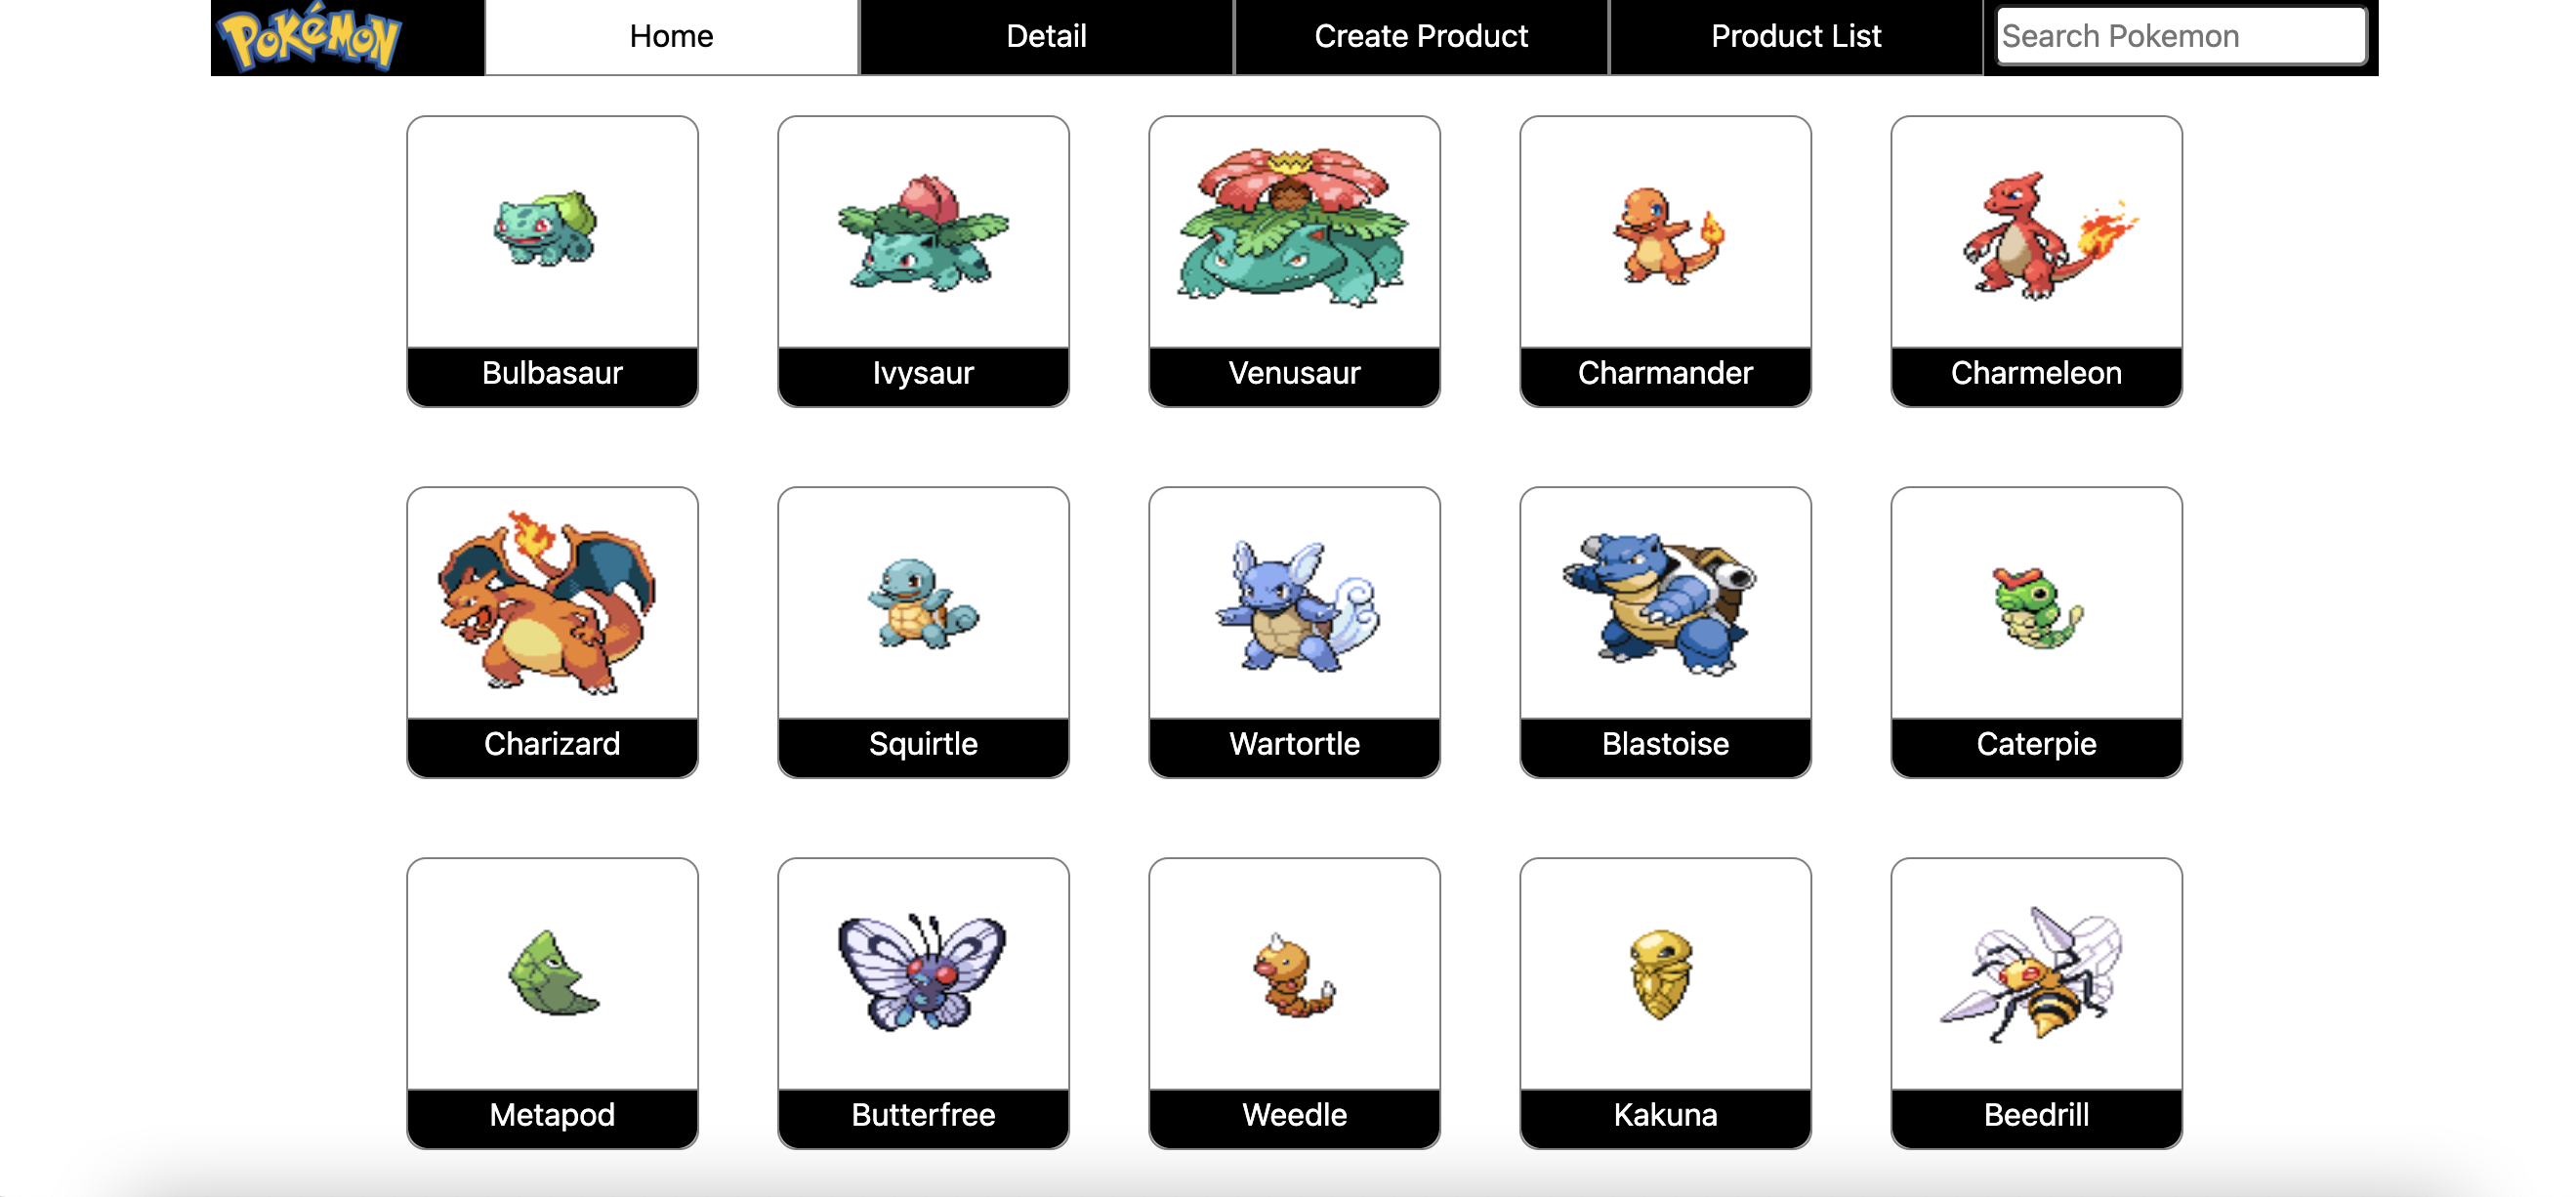 POKéMON
Home
Detail
Create Product
Product List
Search Pokemon
Bulbasaur
Ivysaur
Venusaur
Charmander
Charmeleon
Charizard
Squirtle
Wartortle
Blastoise
Caterpie
Metapod
Butterfree
Weedle
Kakuna
Beedrill